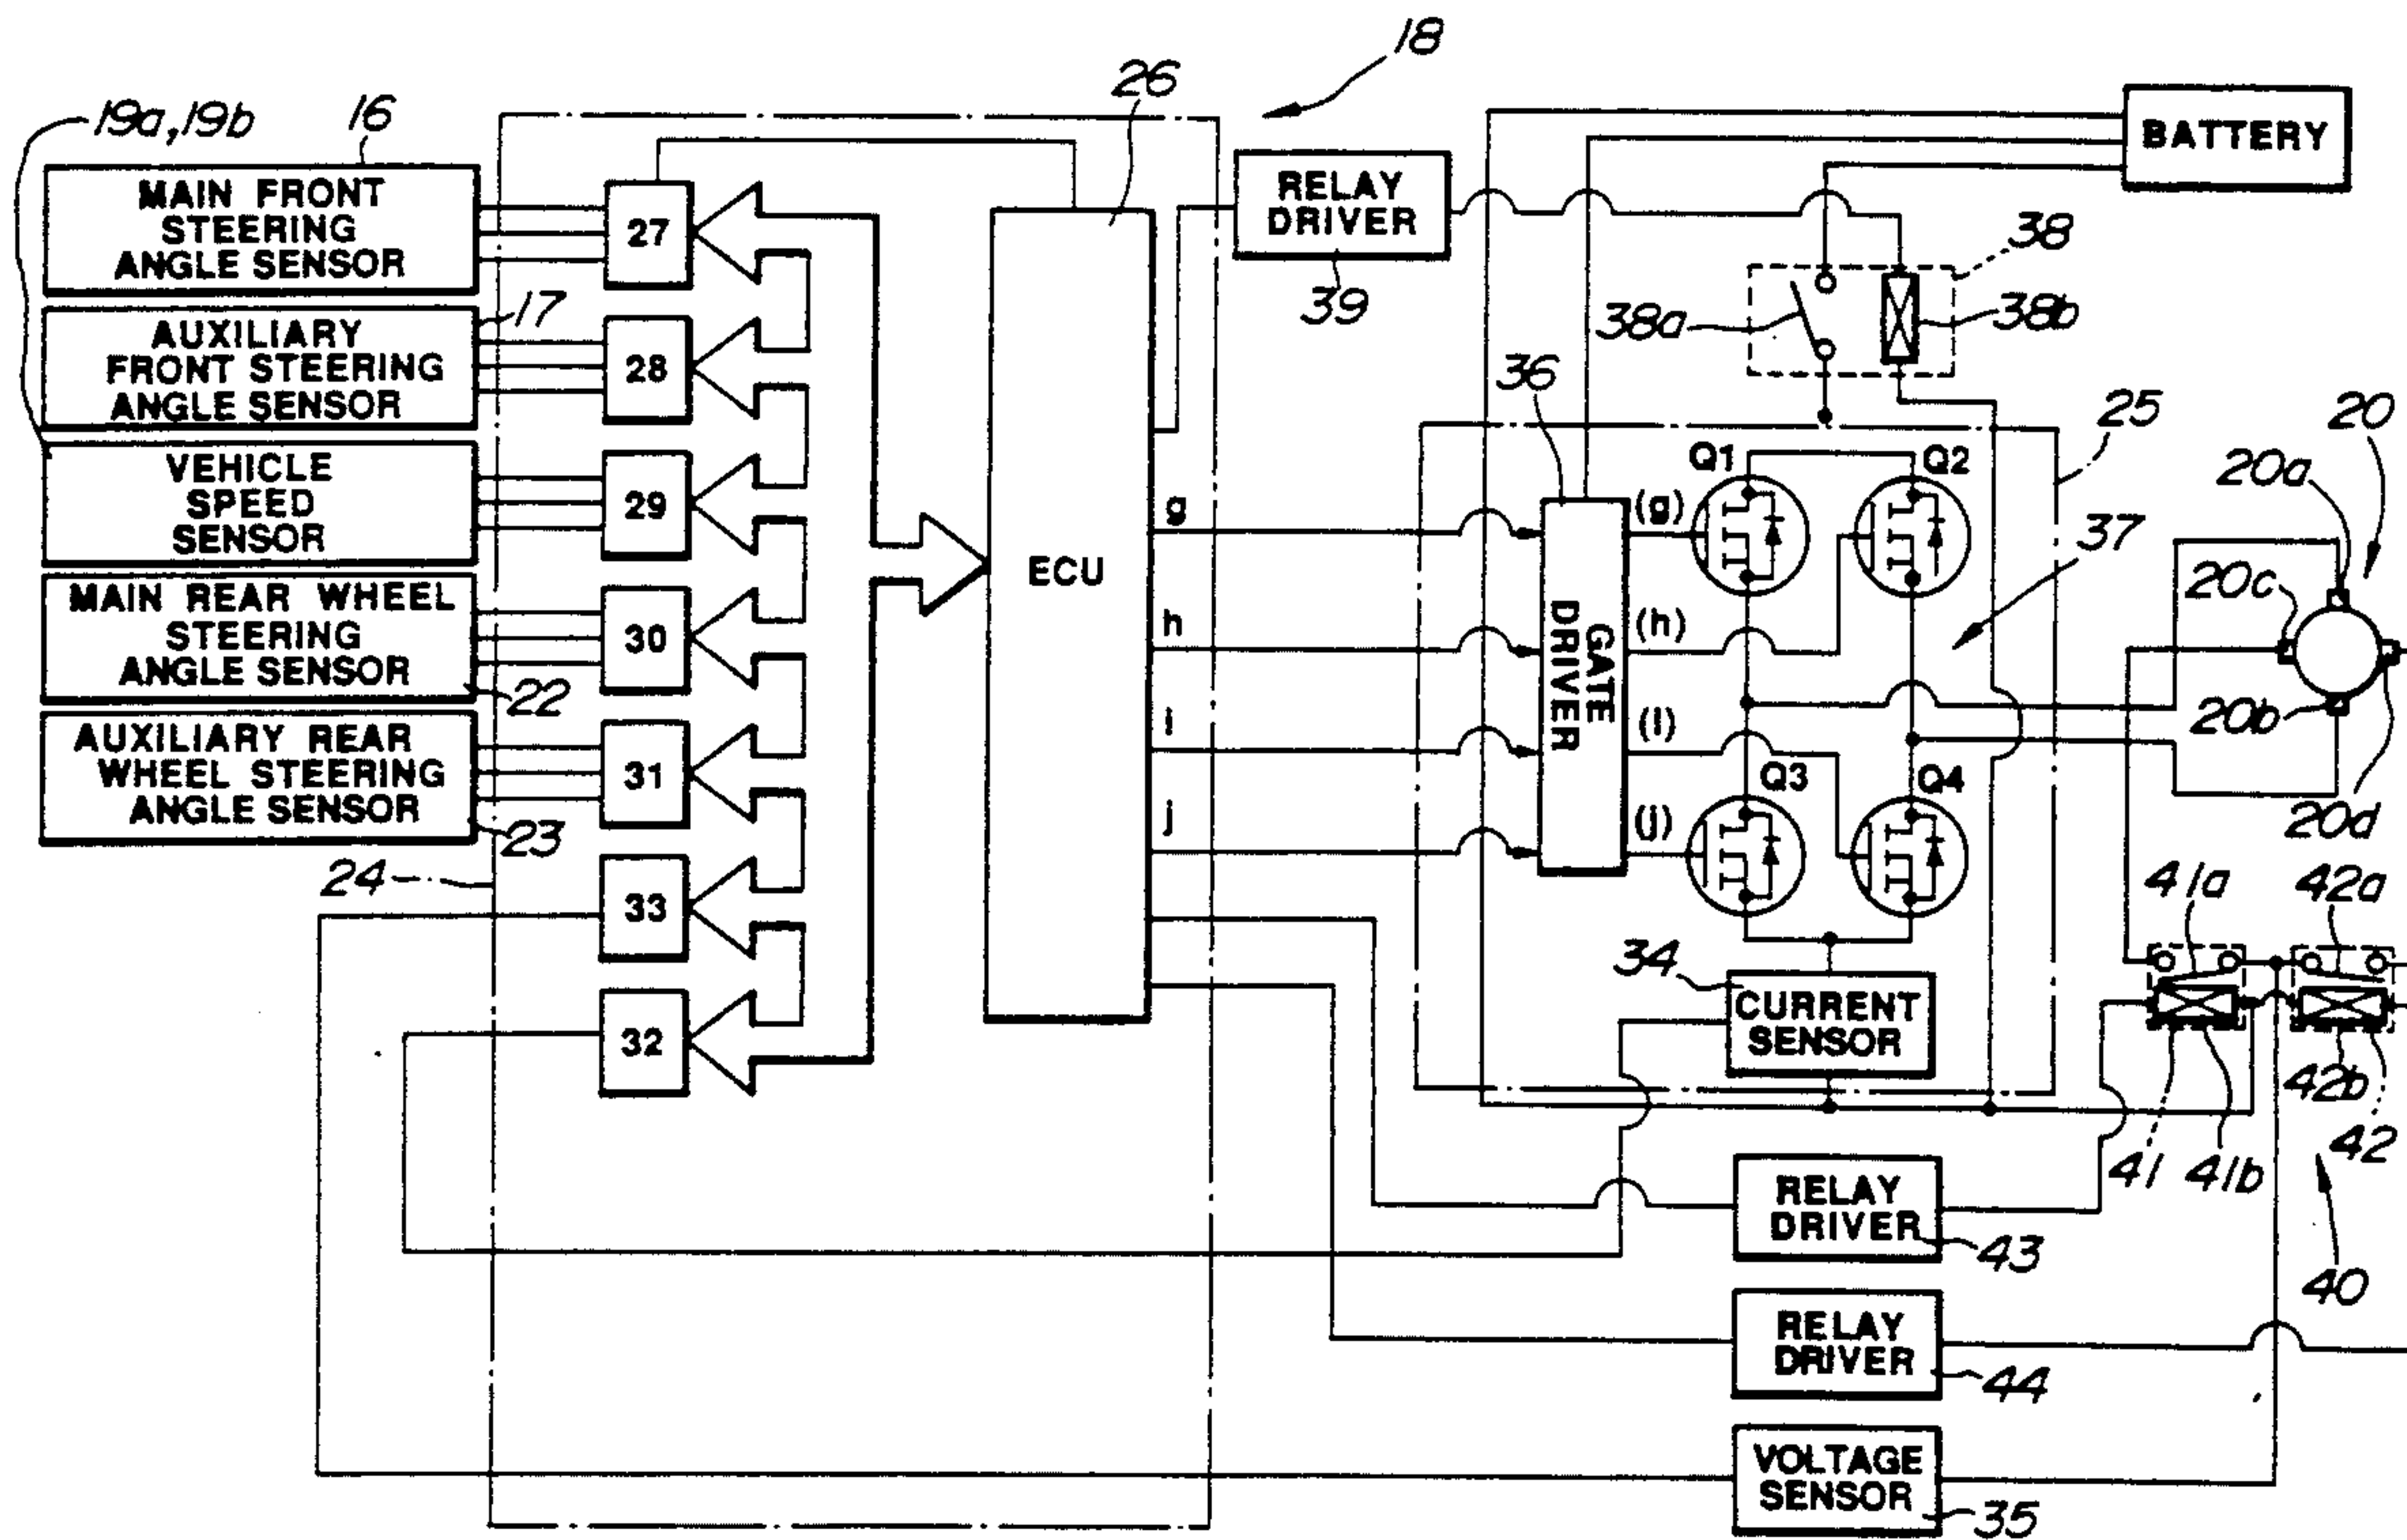 18
26
19a, 19b
16
BATTERY
MAIN FRONT
STEERING
ANGLE SENSOR
27
RELAY
DRIVER
39
38
38a
38b
17
AUXILIARY
FRONT STEERING
ANGLE SENSOR
28
36
25
20
20a
20c
20b
20d
VEHICLE
SPEED
SENSOR
29
ECU
g
h
i
j
GATE
DRIVER
(g)
(h)
(i)
(j)
Q1
Q2
Q3
Q4
37
MAIN REAR WHEEL
STEERING
ANGLE SENSOR
22
30
AUXILIARY REAR
WHEEL STEERING
ANGLE SENSOR
23
31
24
33
32
34
CURRENT
SENSOR
41a
42a
42b
41
41b
42
40
RELAY
DRIVER
43
RELAY
DRIVER
44
VOLTAGE
SENSOR
35